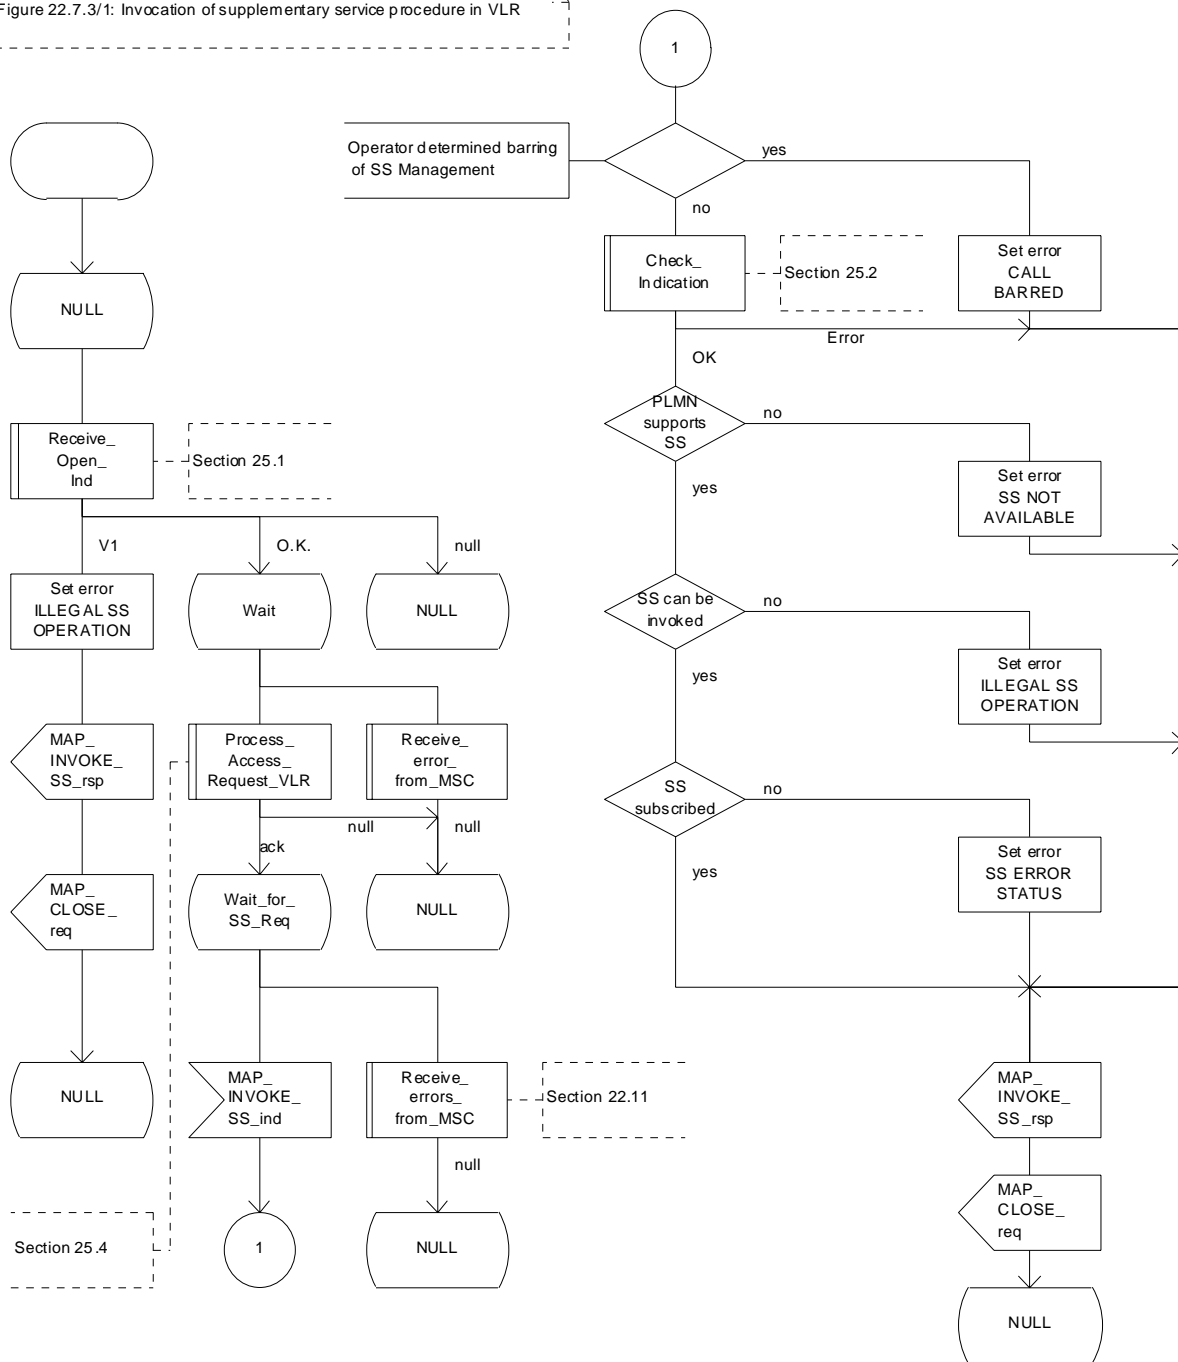 Figure 22.7.3/1: Invocation of supplementary service procedure in VLR
1
Operator determined barring
of SS Management
yes
no
Check_
Indication
Section 25.2
Set error
CALL
BARRED
Error
OK
PLMN
supports
SS
no
yes
Set error
SS NOT
AVAILABLE
SS can be
invoked
no
yes
Set error
ILLEGAL SS
OPERATION
SS
subscribed
no
yes
Set error
SS ERROR
STATUS
MAP_
INVOKE_
SS_rsp
MAP_
CLOSE_
req
NULL
NULL
Receive_
Open_
Ind
Section 25.1
V1
O.K.
null
Set error
ILLEGAL SS
OPERATION
Wait
NULL
MAP_
INVOKE_
SS_rsp
Process_
Access_
Request_VLR
Receive_
error_
from_MSC
null
null
ack
MAP_
CLOSE_
req
Wait_for_
SS_Req
NULL
NULL
MAP_
INVOKE_
SS_ind
Receive_
errors_
from_MSC
Section 22.11
null
Section 25.4
1
NULL